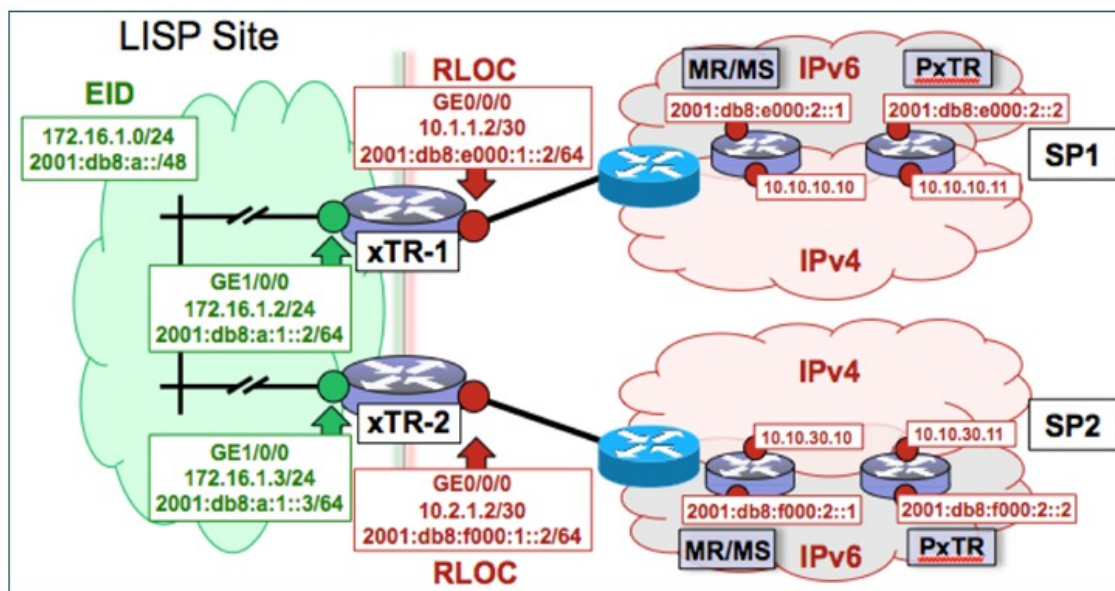 LISP Site
EID
172.16.1.0/24
2001:db8:a::/48
RLOC
GE0/0/0
10.1.1.2/30
2001:db8:e000:1::2/64
MR/MS
IPv6
PxTR
2001:db8:e000:2::1
2001:db8:e000:2::2
SP1
10.10.10.10
10.10.10.11
xTR-1
IPv4
GE1/0/0
172.16.1.2/24
2001:db8:a:1::2/64
xTR-2
IPv4
SP2
10.10.30.10
10.10.30.11
GE1/0/0
172.16.1.3/24
2001:db8:a:1::3/64
GE0/0/0
10.2.1.2/30
2001:db8:f000:1::2/64
RLOC
2001:db8:f000:2::1
2001:db8:f000:2::2
MR/MS
IPv6
PxTR